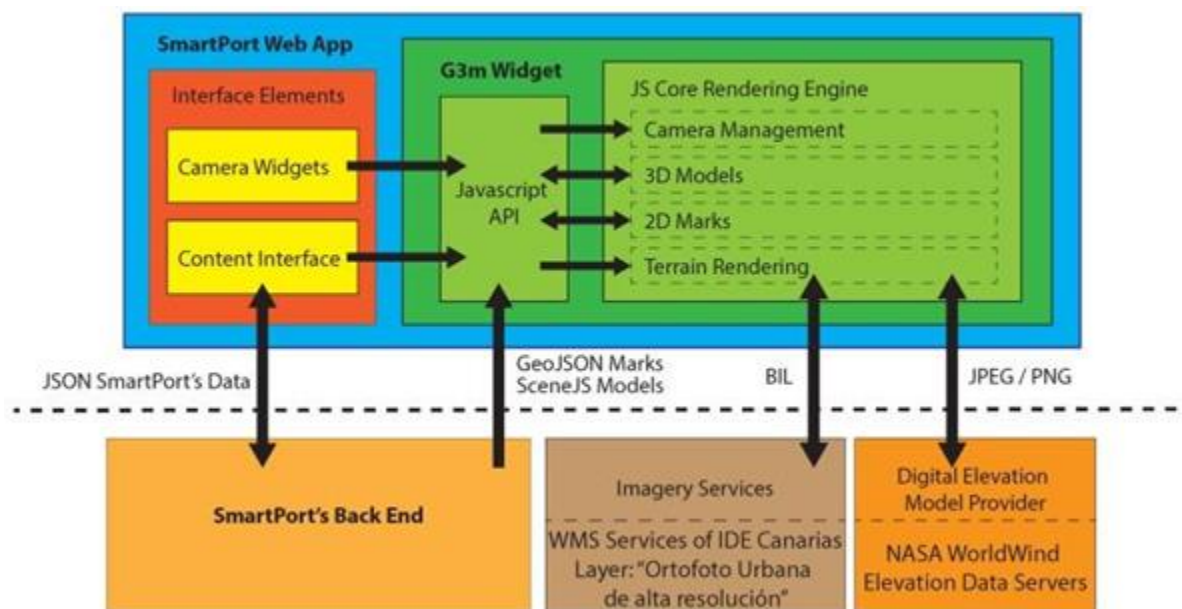 SmartPort Web App
G3m Widget
Interface Elements
JS Core Rendering Engine
Camera Widgets
Content Interface
Javascript
API
Camera Management
3D Models
2D Marks
Terrain Rendering
JSON SmartPort's Data
GeoJSON Marks
SceneJS Models
BIL
JPEG / PNG
SmartPort's Back End
Imagery Services
WMS Services of IDE Canarias
Layer: "Ortofoto Urbana
de alta resolución"
Digital Elevation
Model Provider
NASA WorldWind
Elevation Data Servers